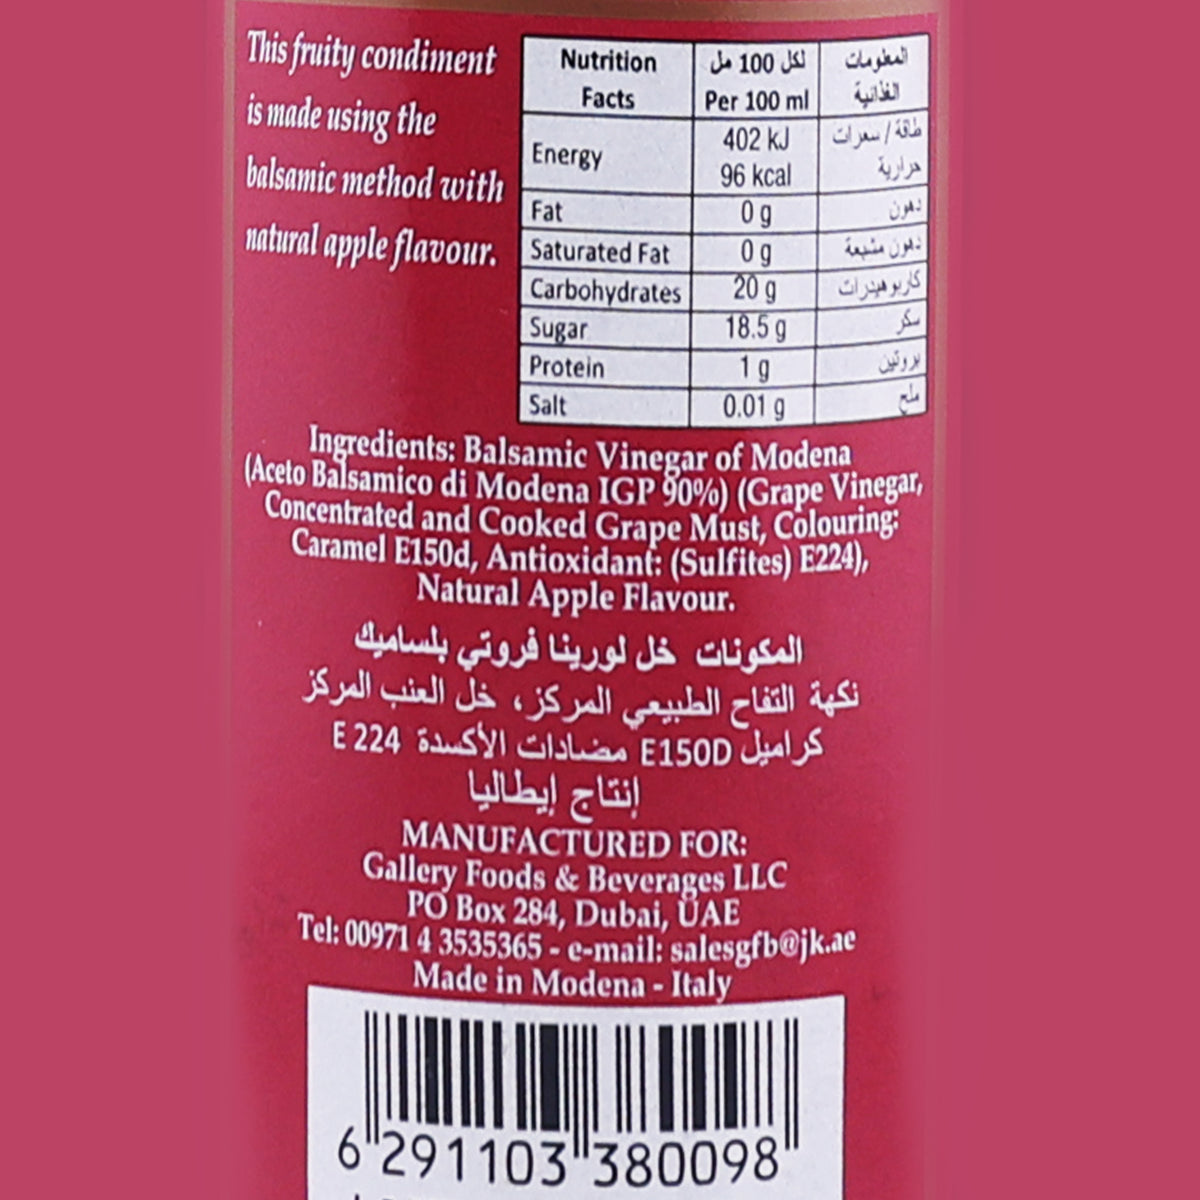 This fruity condiment
is made using the
balsamic method with
natural apple flavour.
Nutrition Facts لكل 100 مل Per 100 ml المعلومات الغذائية
Energy 402 kJ 96 kcal طاقة / سعرات حرارية
Fat 0 g دهون
Saturated Fat 0 g دهون مشبعة
Carbohydrates 20 g كاربوهيدرات
Sugar 18.5 g سكر
Protein 1 g بروتين
Salt 0.01 g ملح
Ingredients: Balsamic Vinegar of Modena
(Aceto Balsamico di Modena IGP 90%) (Grape Vinegar,
Concentrated and Cooked Grape Must, Colouring:
Caramel E150d, Antioxidant: (Sulfites) E224),
Natural Apple Flavour.
المكونات خل لورينا فروتي بلساميك
نكهة التفاح الطبيعي المركز، خل العنب المركز
كراميل E150D مضادات الأكسدة E 224
إنتاج إيطاليا
MANUFACTURED FOR:
Gallery Foods & Beverages LLC
PO Box 284, Dubai, UAE
Tel: 00971 4 3535365 - e-mail: salesgfb@jk.ae
Made in Modena - Italy
6 291103 380098